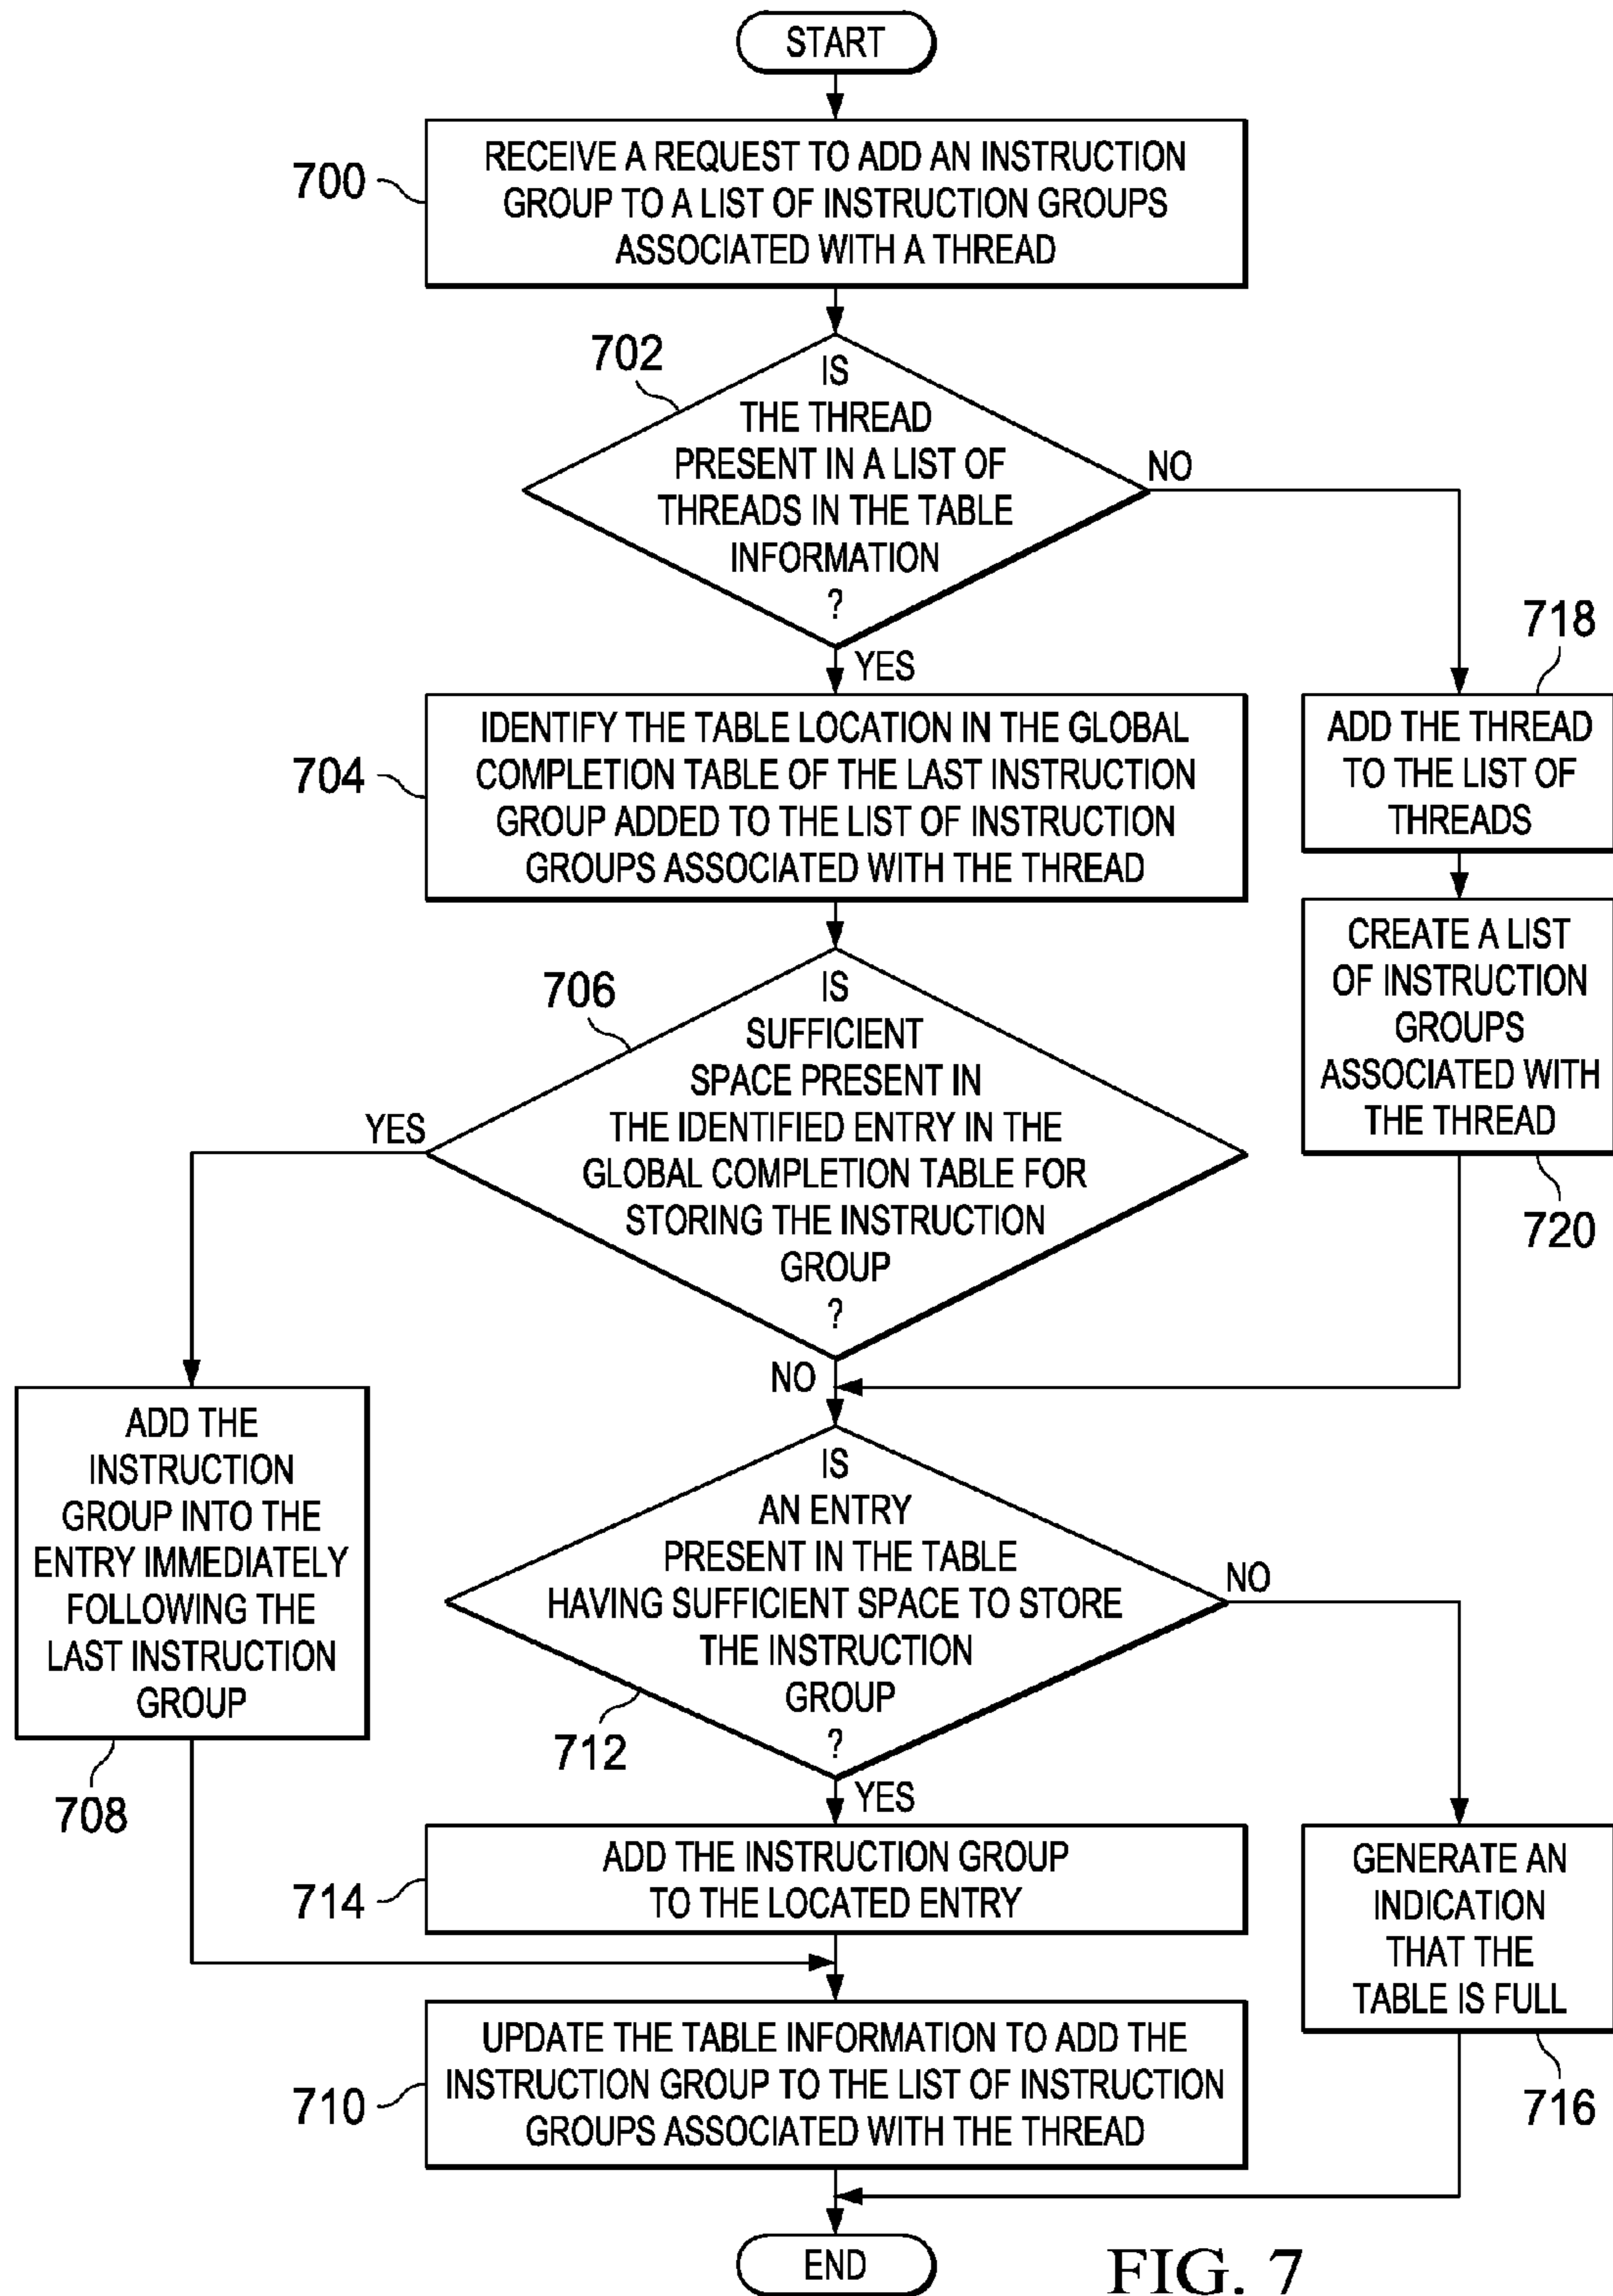 START
700
RECEIVE A REQUEST TO ADD AN INSTRUCTION
GROUP TO A LIST OF INSTRUCTION GROUPS
ASSOCIATED WITH A THREAD
702
IS
THE THREAD
PRESENT IN A LIST OF
THREADS IN THE TABLE
INFORMATION
?
NO
YES
704
IDENTIFY THE TABLE LOCATION IN THE GLOBAL
COMPLETION TABLE OF THE LAST INSTRUCTION
GROUP ADDED TO THE LIST OF INSTRUCTION
GROUPS ASSOCIATED WITH THE THREAD
718
ADD THE THREAD
TO THE LIST OF
THREADS
CREATE A LIST
OF INSTRUCTION
GROUPS
ASSOCIATED WITH
THE THREAD
720
706
IS
SUFFICIENT
SPACE PRESENT IN
THE IDENTIFIED ENTRY IN THE
GLOBAL COMPLETION TABLE FOR
STORING THE INSTRUCTION
GROUP
?
YES
NO
ADD THE
INSTRUCTION
GROUP INTO THE
ENTRY IMMEDIATELY
FOLLOWING THE
LAST INSTRUCTION
GROUP
708
IS
AN ENTRY
PRESENT IN THE TABLE
HAVING SUFFICIENT SPACE TO STORE
THE INSTRUCTION
GROUP
?
712
NO
YES
714
ADD THE INSTRUCTION GROUP
TO THE LOCATED ENTRY
GENERATE AN
INDICATION
THAT THE
TABLE IS FULL
716
710
UPDATE THE TABLE INFORMATION TO ADD THE
INSTRUCTION GROUP TO THE LIST OF INSTRUCTION
GROUPS ASSOCIATED WITH THE THREAD
END
FIG. 7